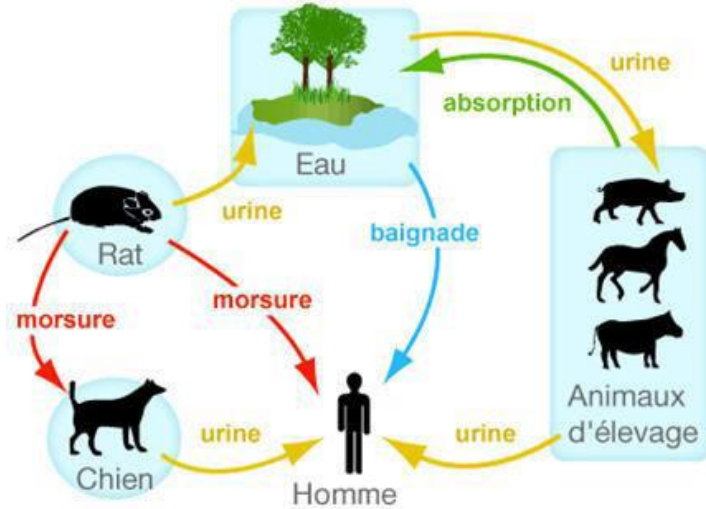 urine
absorption
Eau
urine
baignade
Rat
morsure
morsure
Animaux
d'élevage
urine
urine
Chien
Homme